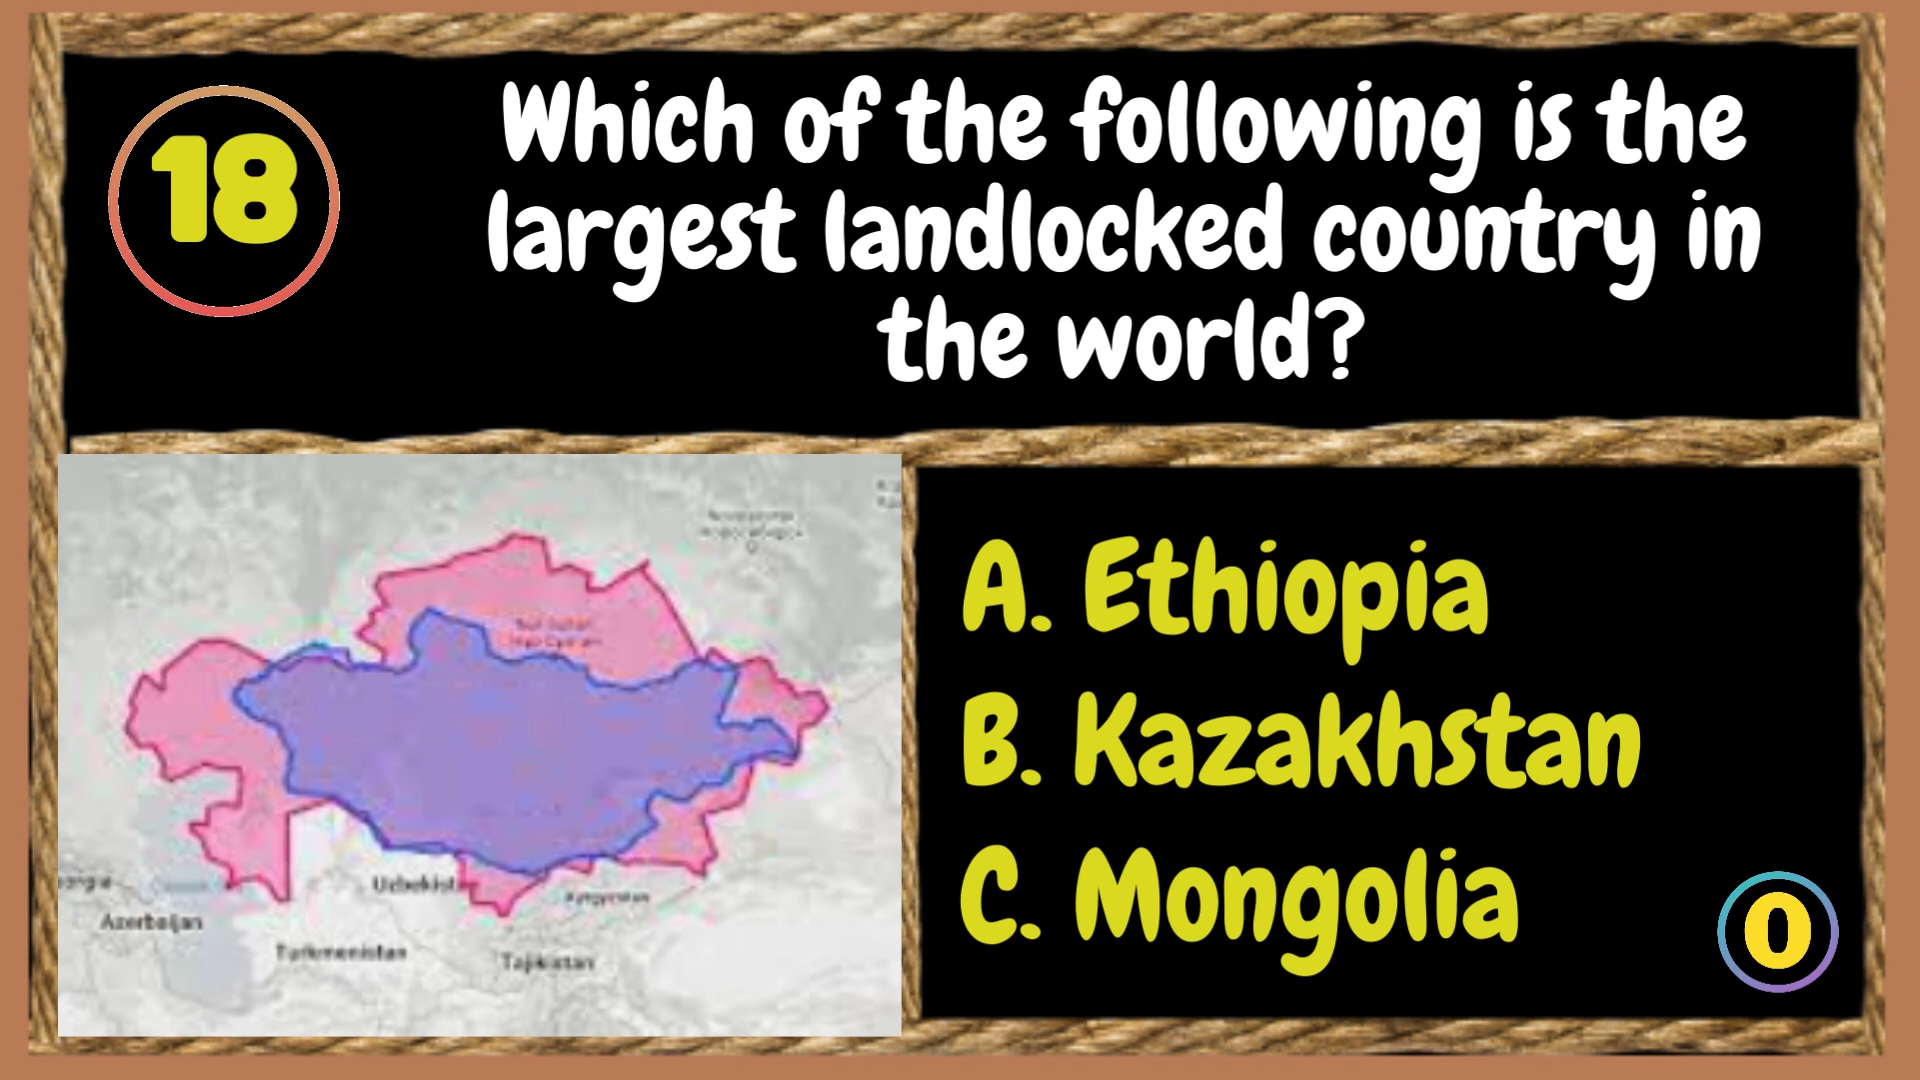 18
Which of the following is the
largest landlocked country in
the world?
A. Ethiopia
B. Kazakhstan
C. Mongolia
0
Azerbaijan
Turkmenistan
Tajikistan
Kyrgyzstan